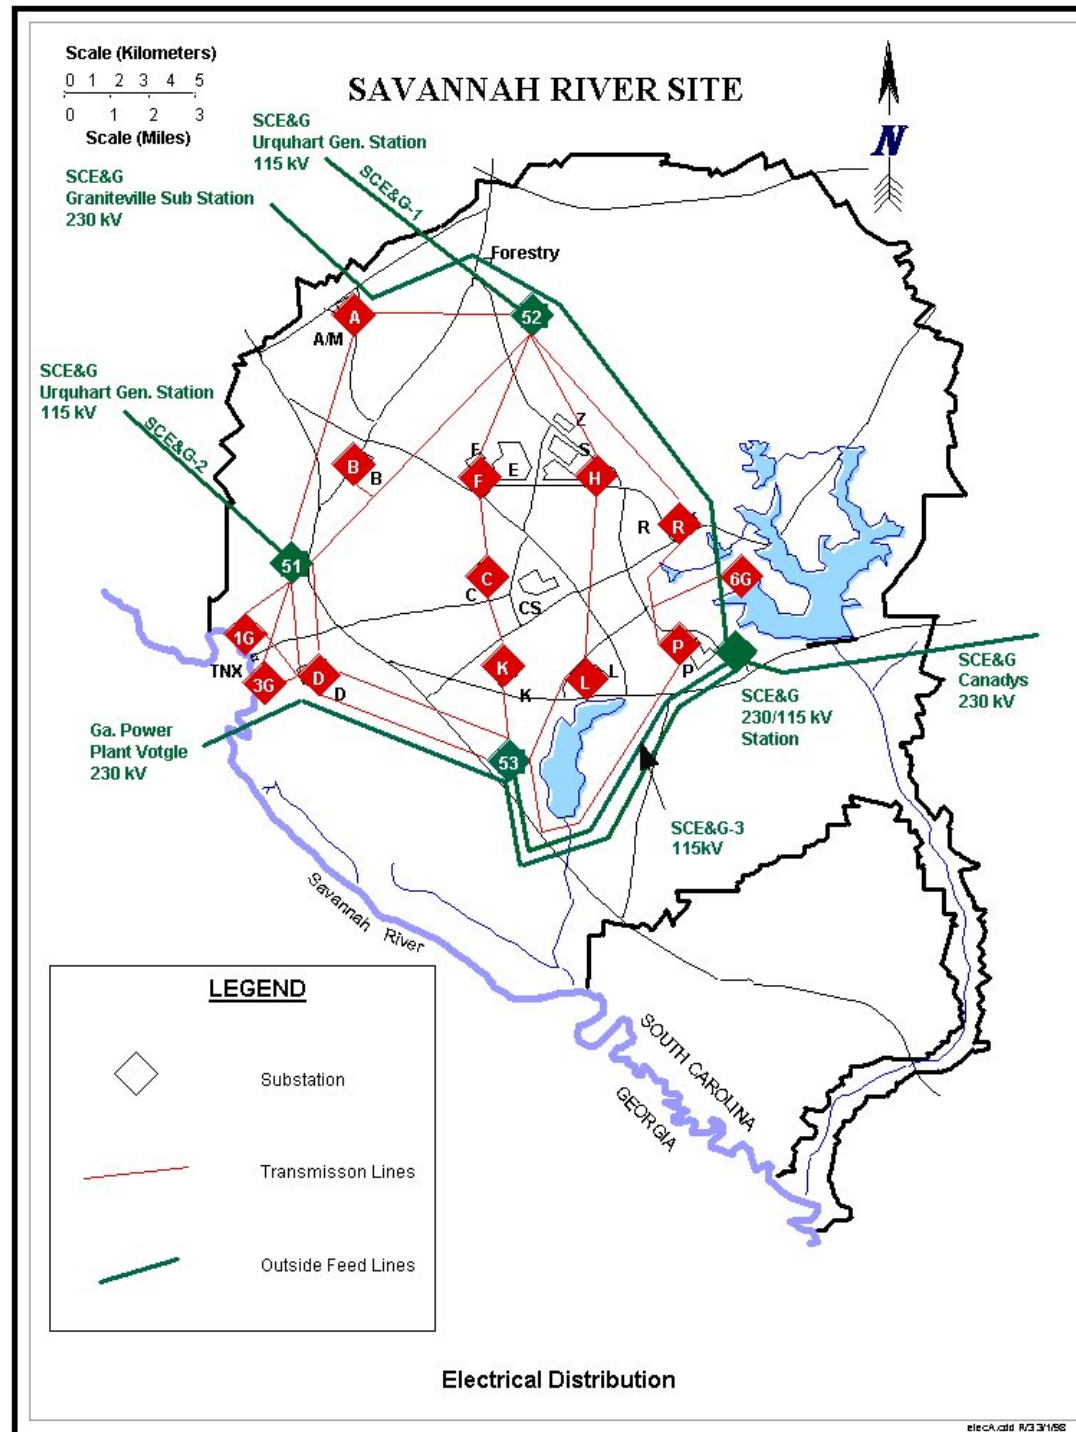 Scale (Kilometers)
0 1 2 3 4 5
0 1 2 3
Scale (Miles)
SAVANNAH RIVER SITE
N
SCE&G
Urquhart Gen. Station
115 kV
SCE&G-1
SCE&G
Graniteville Sub Station
230 kV
Forestry
A
A/M
52
SCE&G
Urquhart Gen. Station
115 kV
SCE&G-2
Z
S
F
E
B
B
F
H
R
R
51
C
C
CS
6G
1G
TNX
3G
D
D
K
K
L
L
P
P
SCE&G
Canadys
230 kV
SCE&G
230/115 kV
Station
Ga. Power
Plant Votgle
230 kV
53
SCE&G-3
115kV
Savannah River
SOUTH CAROLINA
GEORGIA
LEGEND
Substation
Transmisson Lines
Outside Feed Lines
Electrical Distribution